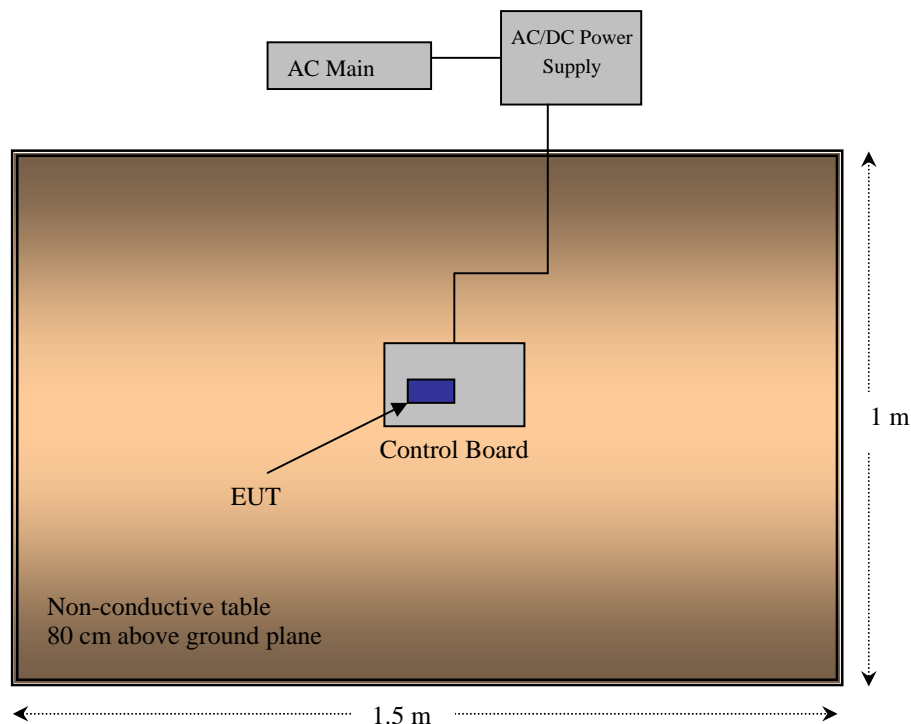 AC/DC Power
Supply
AC Main
1 m
Control Board
EUT
Non-conductive table
80 cm above ground plane
1.5 m